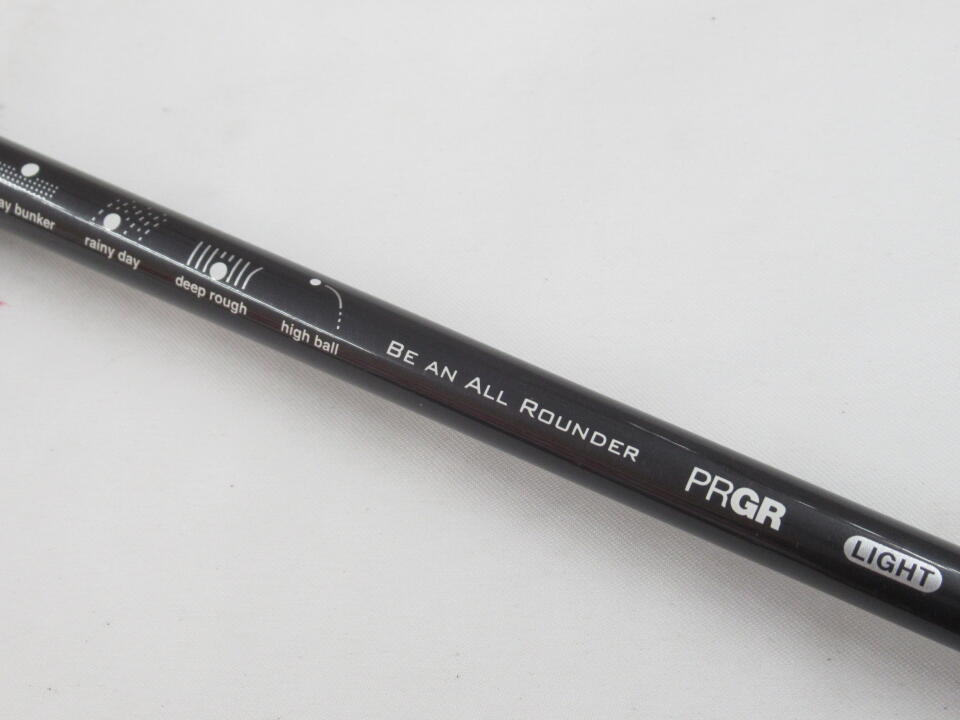 bunker
rainy day
deep rough
high ball
BE AN ALL ROUNDER
PRGR
LIGHT